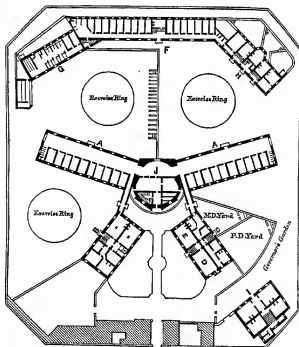 F
G
Exercise Ring
Exercise Ring
A
A
J
Exercise Ring
M.D. Yard
P.D. Yard
Governor's Garden